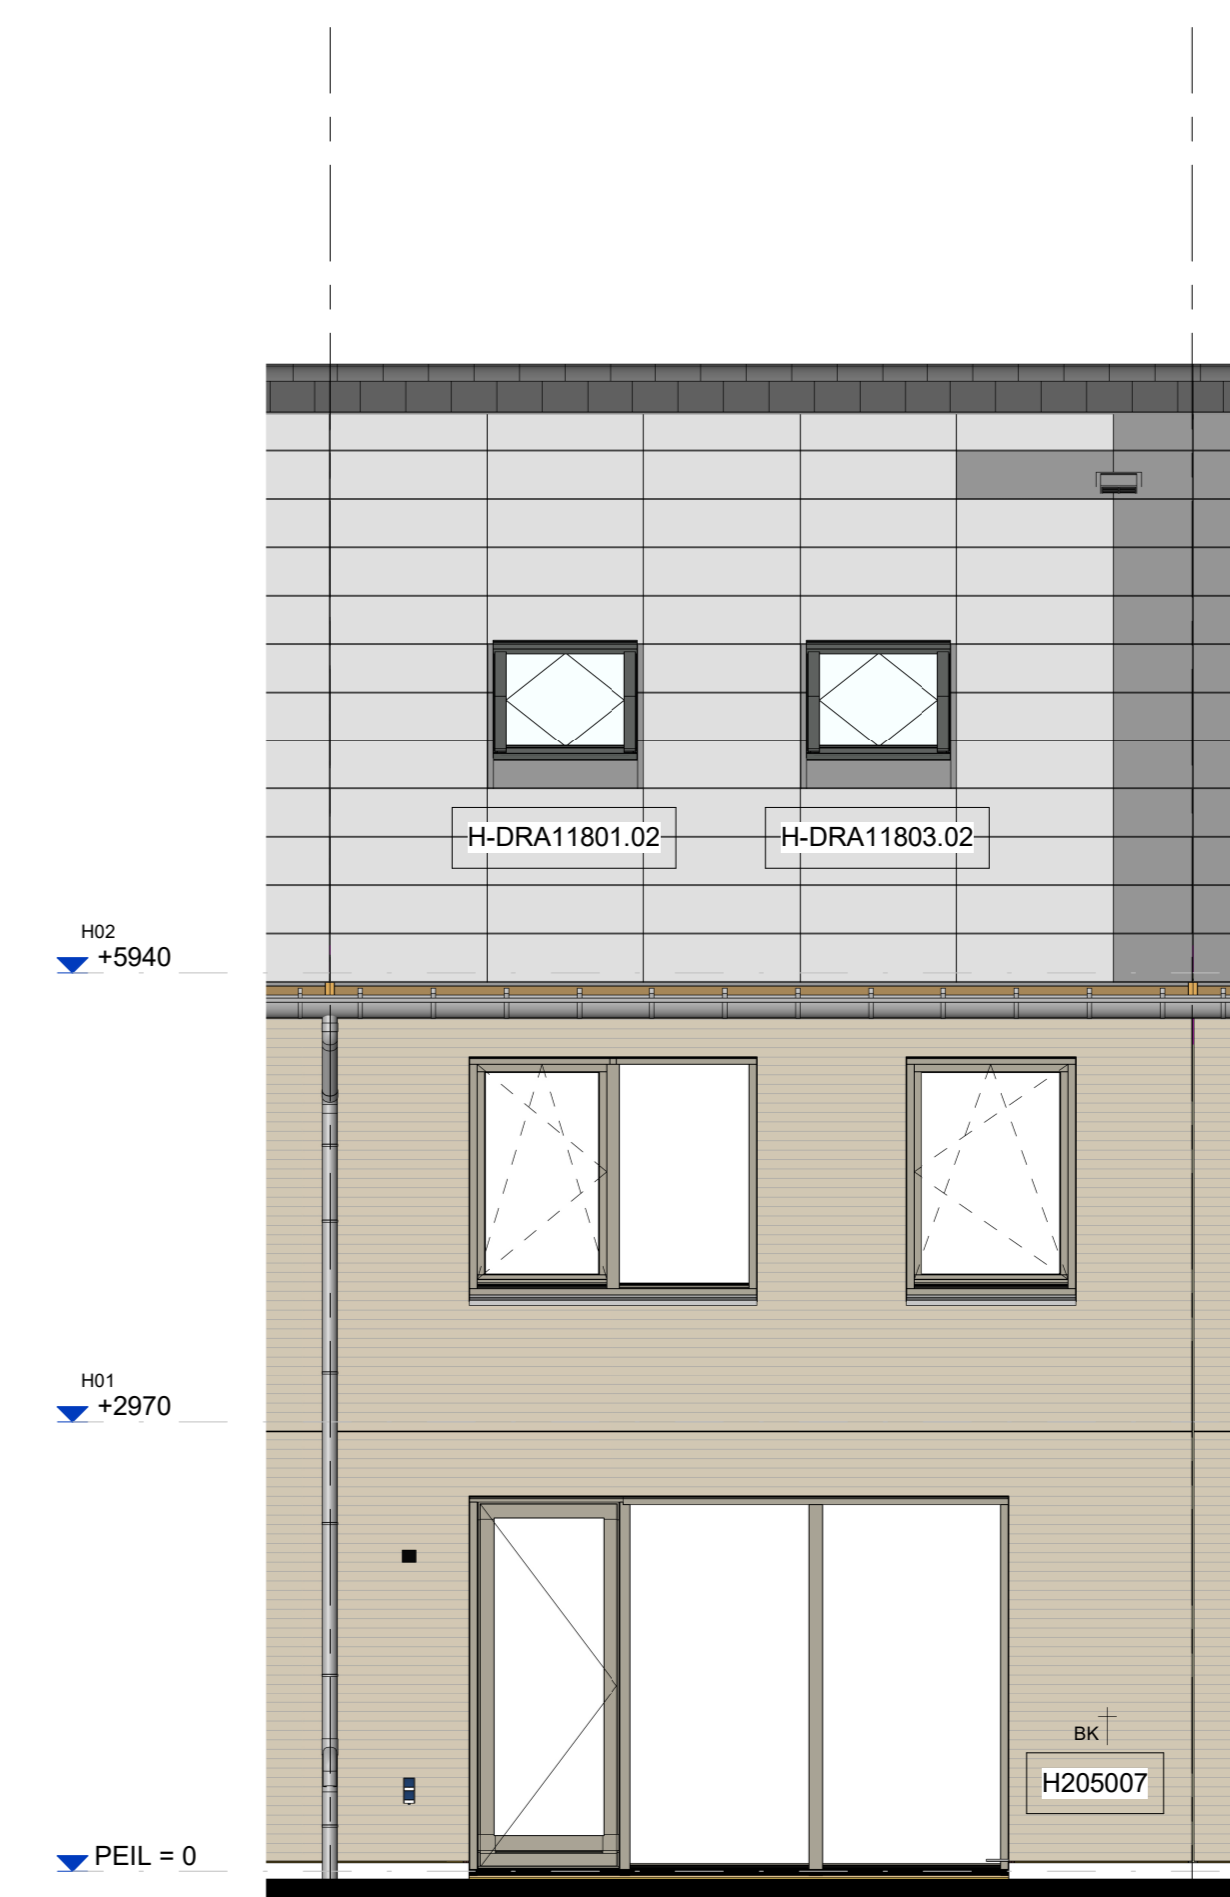 H-DRA11801.02
H-DRA11803.02
H02
+5940
H01
+2970
BK
H205007
PEIL = 0